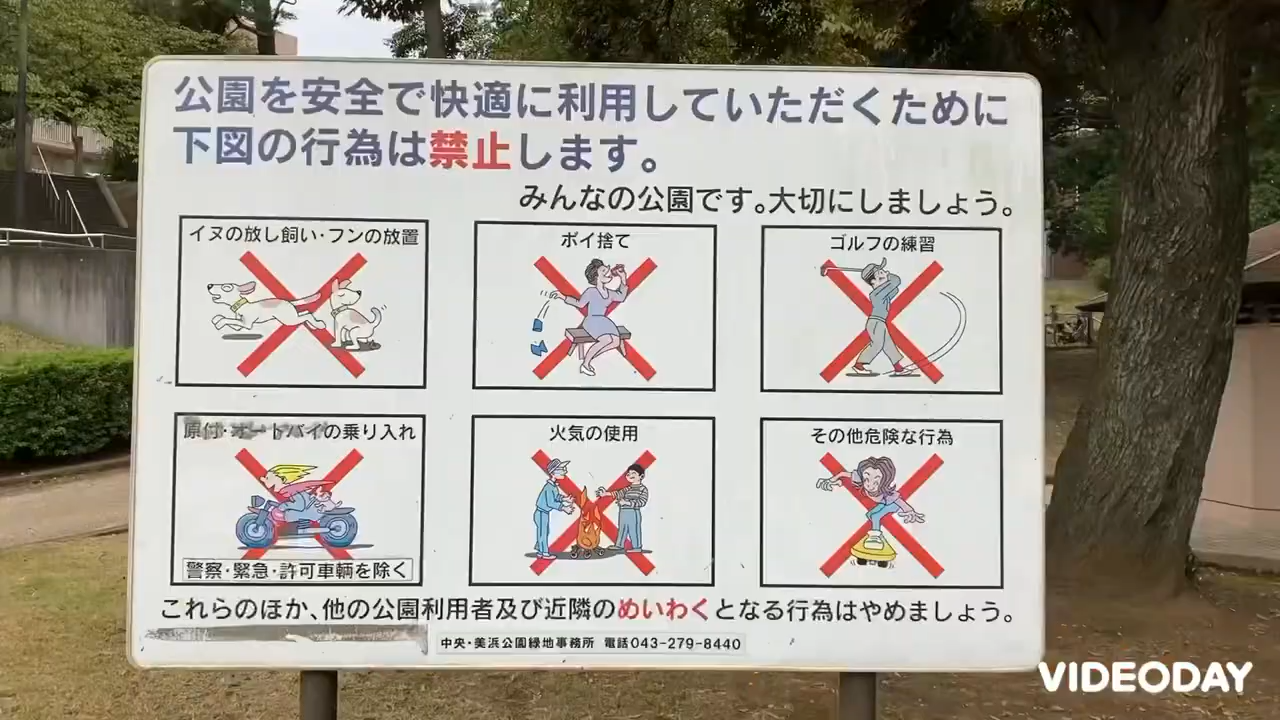 公園を安全で快適に利用していただくために
下図の行為は禁止します。
みんなの公園です。大切にしましょう。
イヌの放し飼い・フンの放置
ポイ捨て
ゴルフの練習
原付・オートバイの乗り入れ
警察・緊急・許可車輌を除く
火気の使用
その他危険な行為
これらのほか、他の公園利用者及び近隣のめいわくとなる行為はやめましょう。
中央・美浜公園緑地事務所 電話043-279-8440
VIDEODAY